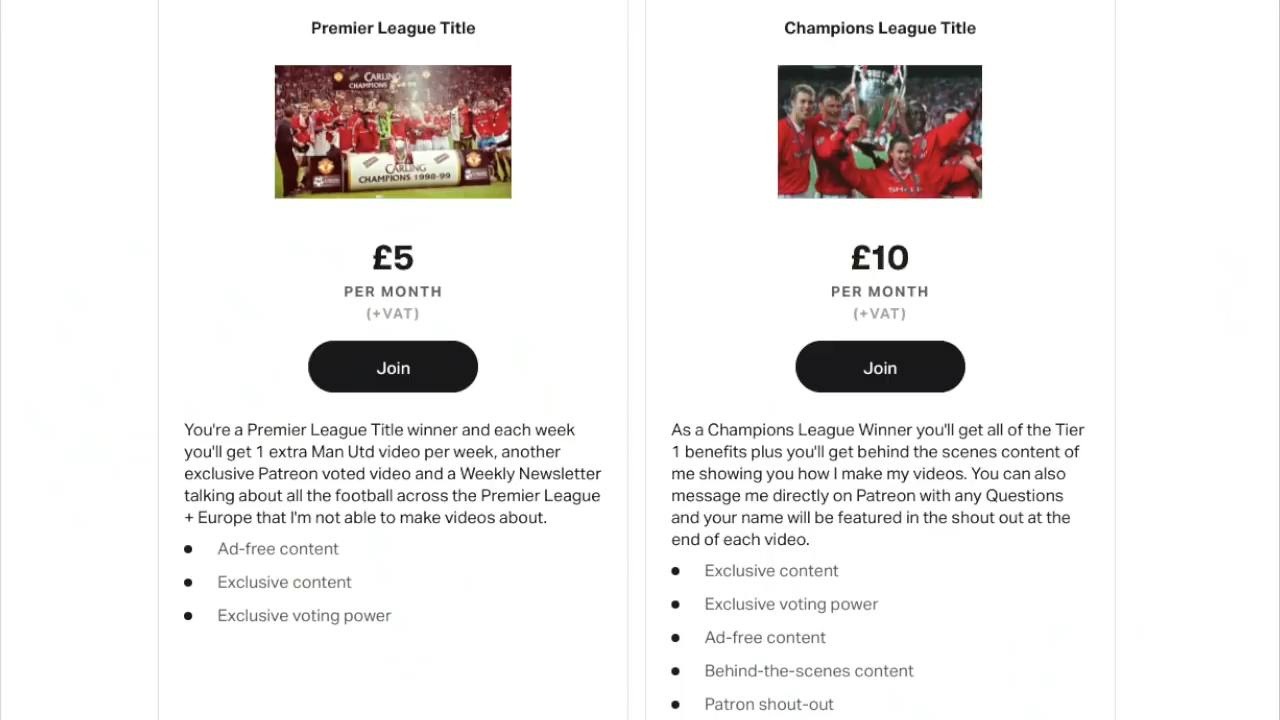 Premier League Title
CARLING
CHAMPIONS 1998-99
£5
PER MONTH
(+VAT)
Join
You're a Premier League Title winner and each week
you'll get 1 extra Man Utd video per week, another
exclusive Patreon voted video and a Weekly Newsletter
talking about all the football across the Premier League
+ Europe that I'm not able to make videos about.
Ad-free content
Exclusive content
Exclusive voting power
Champions League Title
SHARP
£10
PER MONTH
(+VAT)
Join
As a Champions League Winner you'll get all of the Tier
1 benefits plus you'll get behind the scenes content of
me showing you how I make my videos. You can also
message me directly on Patreon with any Questions
and your name will be featured in the shout out at the
end of each video.
Exclusive content
Exclusive voting power
Ad-free content
Behind-the-scenes content
Patron shout-out